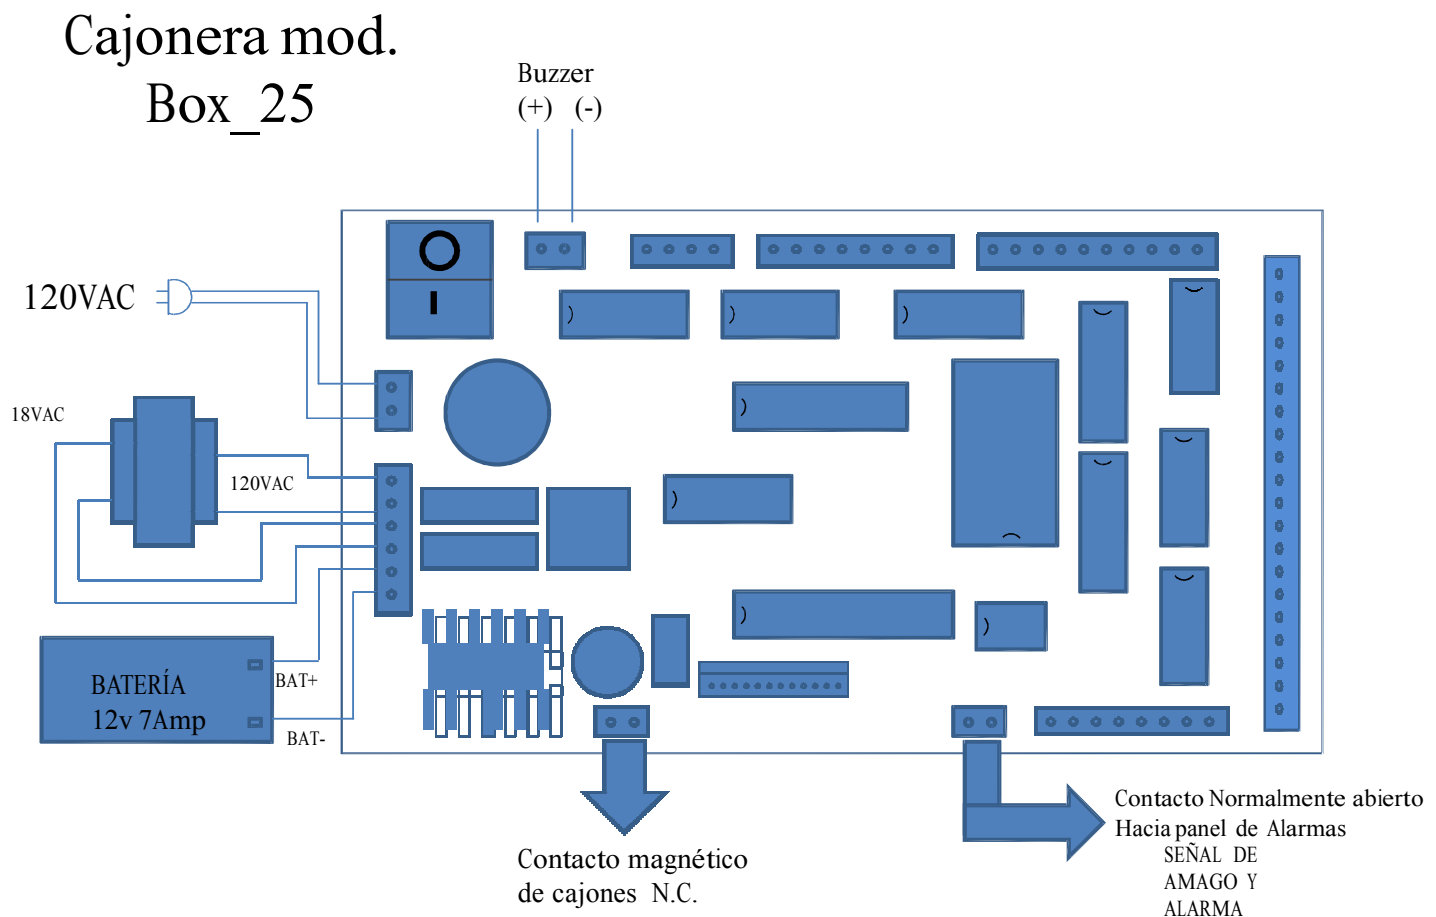 Cajonera mod.
Box_25
Buzzer
(+) (-)
120VAC
18VAC
120VAC
BATERÍA
12v 7Amp
BAT+
BAT-
Contacto magnético
de cajones N.C.
Contacto Normalmente abierto
Hacia panel de Alarmas
SEÑAL DE
AMAGO Y
ALARMA